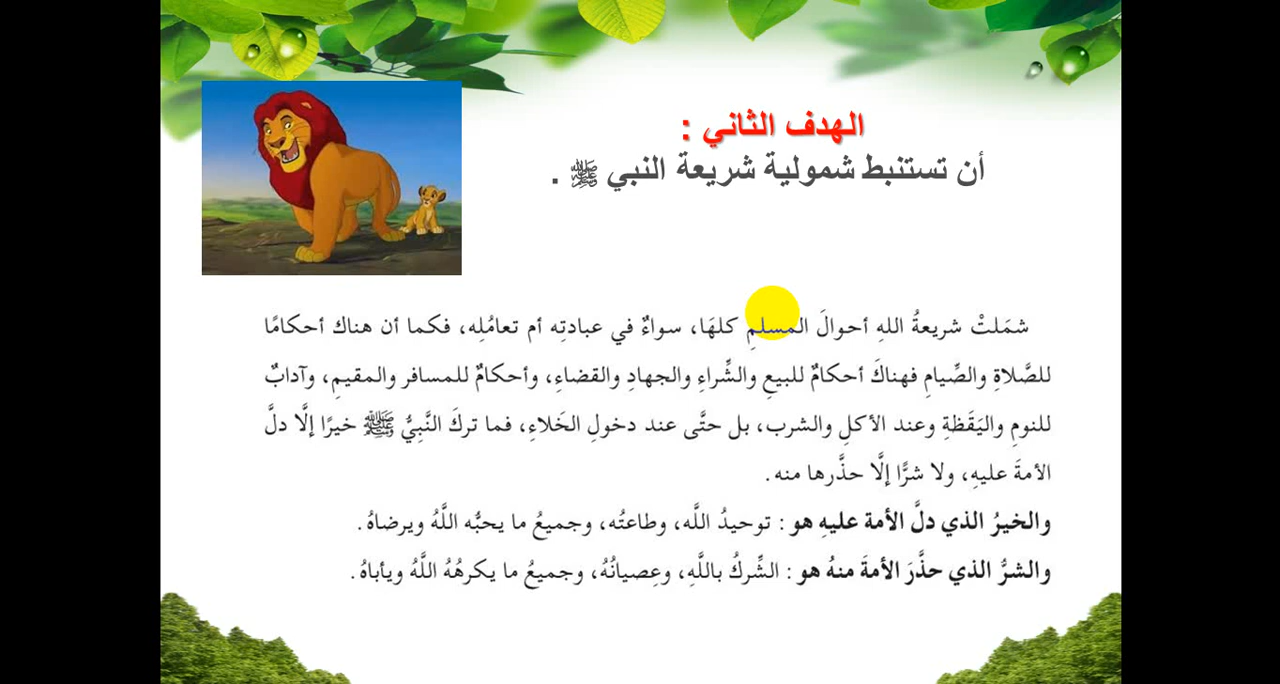 الهدف الثاني :
أن تستنبط شمولية شريعة النبي ﷺ .
شمَلتْ شريعةُ اللهِ أحوالَ المسلمِ كلهَا، سواءٌ في عبادتِه أم تعامُلِه، فكما أن هناك أحكامًا
للصَّلاةِ والصِّيامِ فهناكَ أحكامٌ للبيعِ والشِّراءِ والجهادِ والقضاءِ، وأحكامٌ للمسافر والمقيمِ، وآدابٌ
للنومِ واليَقَظةِ وعند الأكلِ والشرب، بل حتَّى عند دخولِ الخَلاءِ، فما تركَ النَّبِيُّ ﷺ خيرًا إلَّا دلَّ
الأمةَ عليهِ، ولا شرًّا إلَّا حذَّرها منه.
والخيرُ الذي دلَّ الأمة عليهِ هو : توحيدُ اللَّه، وطاعتُه، وجميعُ ما يحبُّه اللَّهُ ويرضاهُ.
والشرُّ الذي حذَّرَ الأمةَ منهُ هو : الشِّركُ باللَّهِ، وعِصيانُهُ، وجميعُ ما يكرهُهُ اللَّهُ ويأباهُ.